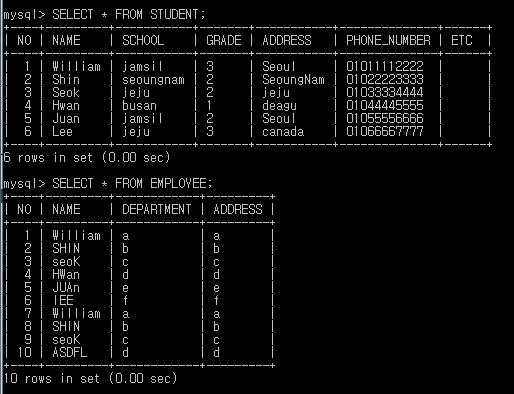 mysql> SELECT * FROM STUDENT;
+----+---------+-----------+-------+-----------+--------------+------+
| NO | NAME | SCHOOL | GRADE | ADDRESS | PHONE_NUMBER | ETC |
+----+---------+-----------+-------+-----------+--------------+------+
| 1 | William | jamsil | 3 | Seoul | 01011112222 | |
| 2 | Shin | seoungnam | 2 | SeoungNam | 01022223333 | |
| 3 | Seok | jeju | 2 | jeju | 01033334444 | |
| 4 | Hwan | busan | 1 | deagu | 01044445555 | |
| 5 | Juan | jamsil | 2 | Seoul | 01055556666 | |
| 6 | Lee | jeju | 3 | canada | 01066667777 | |
+----+---------+-----------+-------+-----------+--------------+------+
6 rows in set (0.00 sec)
mysql> SELECT * FROM EMPLOYEE;
+----+---------+------------+---------+
| NO | NAME | DEPARTMENT | ADDRESS |
+----+---------+------------+---------+
| 1 | William | a | a |
| 2 | SHIN | b | b |
| 3 | seoK | c | c |
| 4 | HWan | d | d |
| 5 | JUAn | e | e |
| 6 | lEE | f | f |
| 7 | William | a | a |
| 8 | SHIN | b | b |
| 9 | seoK | c | c |
| 10 | ASDFL | d | d |
+----+---------+------------+---------+
10 rows in set (0.00 sec)